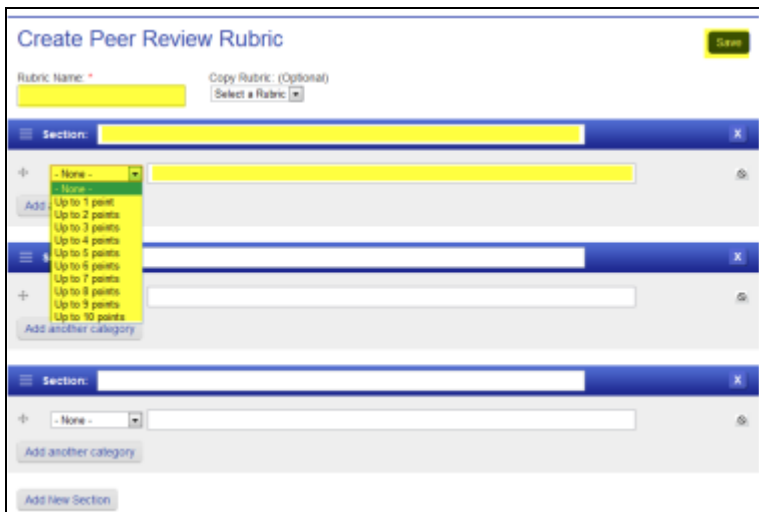 Create Peer Review Rubric
Save
Rubric Name: * Copy Rubric: (Optional)
Select a Rubric
Section: X
- None -
- None -
Up to 1 point
Add
Up to 2 points
Up to 3 points
Up to 4 points
Up to 5 points
X
Up to 6 points
Up to 7 points
Up to 8 points
Up to 9 points
Up to 10 points
Add another category
Section: X
- None -
Add another category
Add New Section